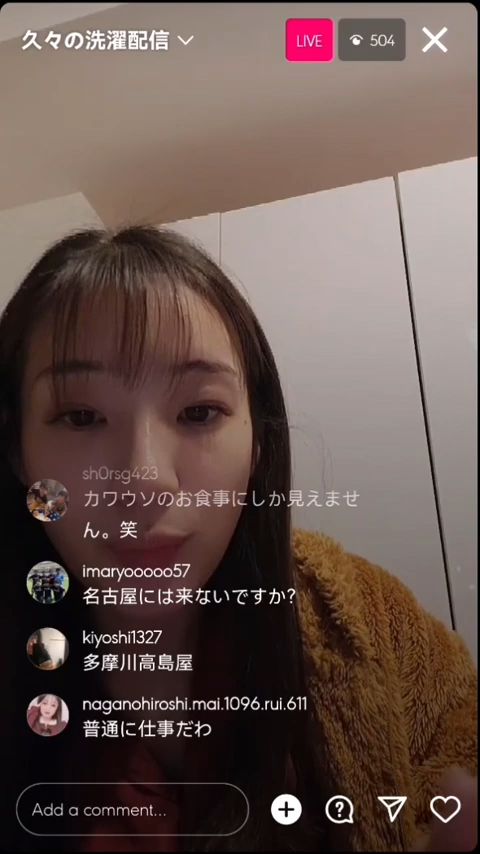 久々の洗濯配信
LIVE
504
sh0rsg423
カワウソのお食事にしか見えませ
ん。笑
imaryooooo57
名古屋には来ないですか?
kiyoshi1327
多摩川高島屋
naganohiroshi.mai.1096.rui.611
普通に仕事だわ
Add a comment...